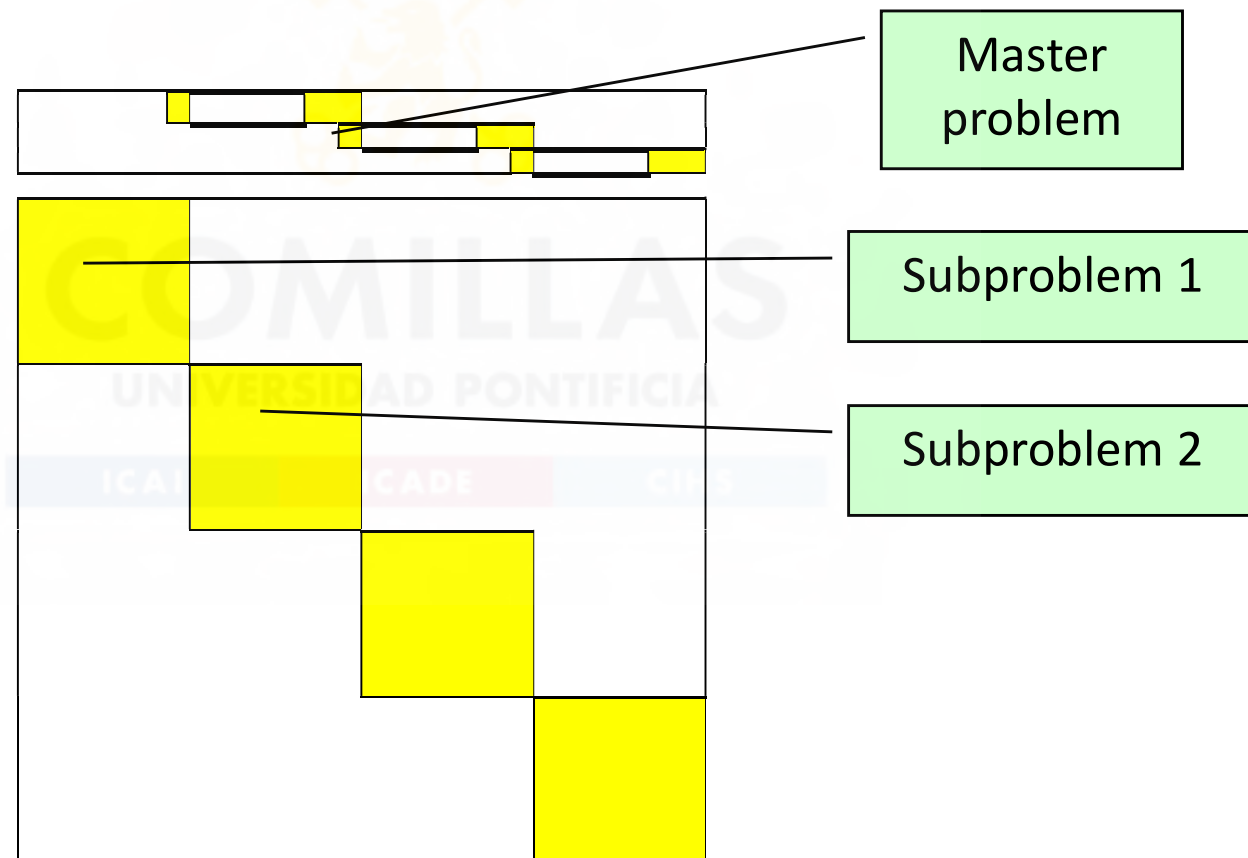 Master
problem
Subproblem 1
COMILLAS
UNIVERSIDAD PONTIFICIA
Subproblem 2
ICAI ICADE CIHS